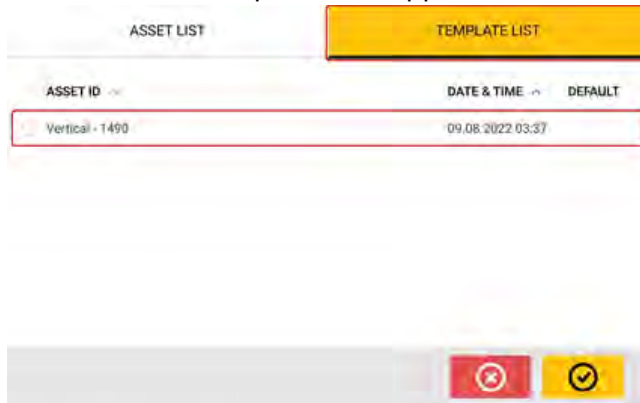 ASSET LIST TEMPLATE LIST
ASSET ID DATE & TIME DEFAULT
Vertical - 1490 09.08.2022 03:37